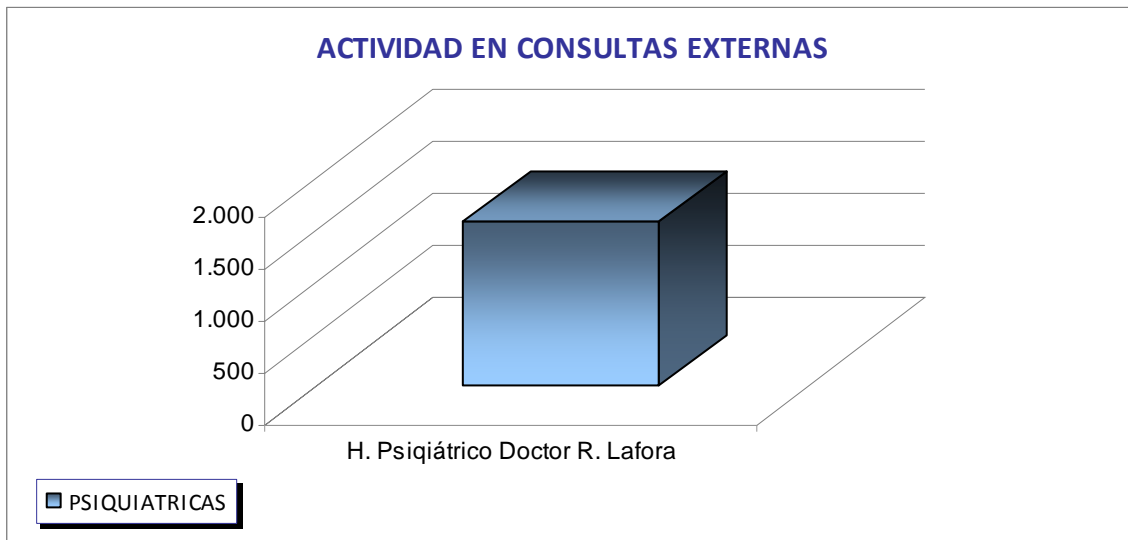 ACTIVIDAD EN CONSULTAS EXTERNAS
2.000
1.500
1.000
500
0
H. Psiqiátrico Doctor R. Lafora
PSIQUIATRICAS